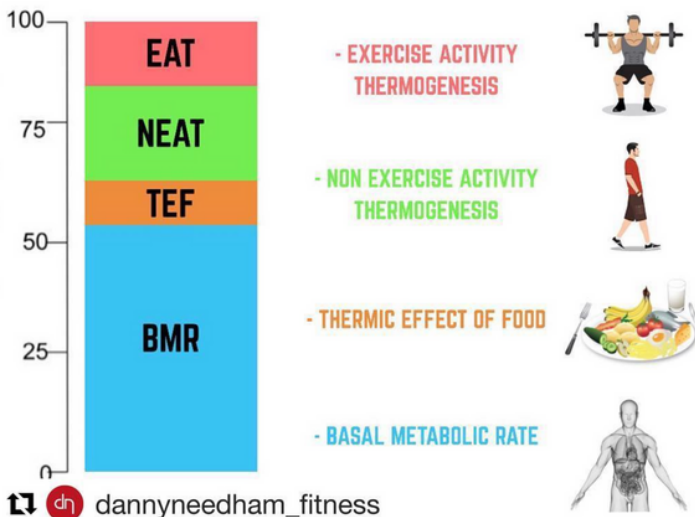 100
75
50
25
0
EAT
NEAT
TEF
BMR
- EXERCISE ACTIVITY
THERMOGENESIS
- NON EXERCISE ACTIVITY
THERMOGENESIS
- THERMIC EFFECT OF FOOD
- BASAL METABOLIC RATE
dn dannyneedham_fitness